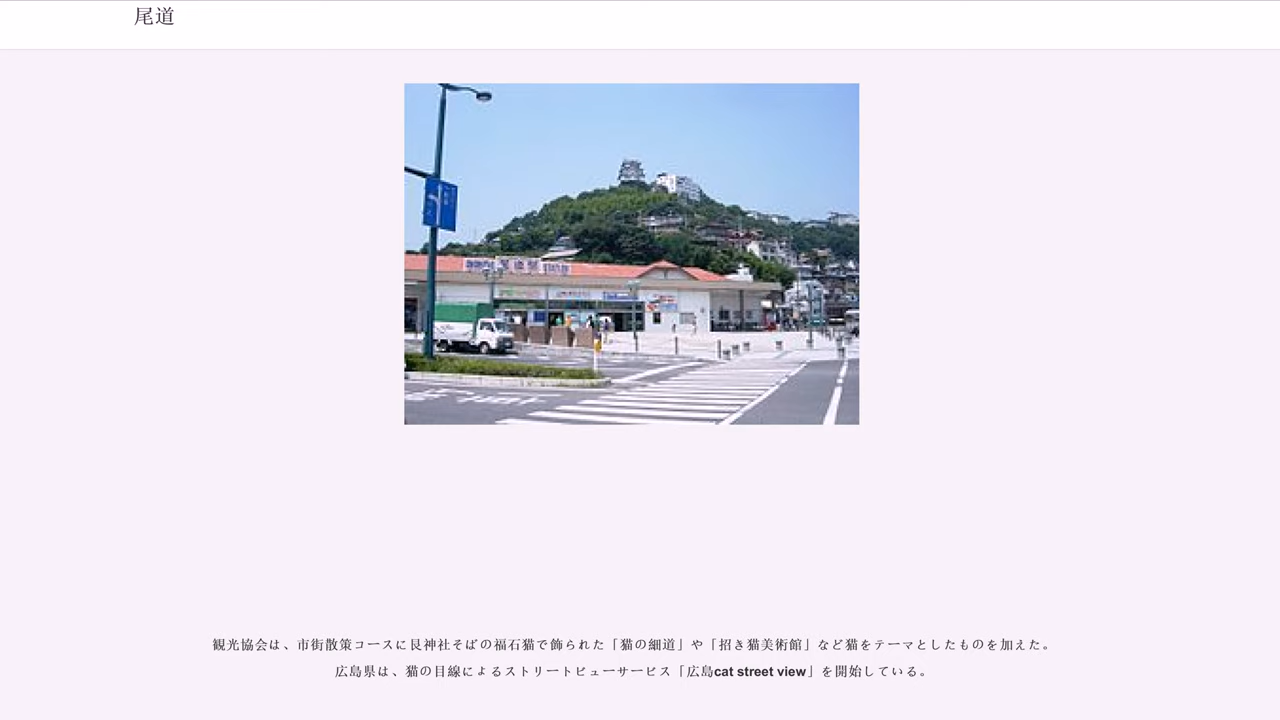 尾道
観光協会は、市街散策コースに艮神社そばの福石猫で飾られた「猫の細道」や「招き猫美術館」など猫をテーマとしたものを加えた。
広島県は、猫の目線によるストリートビューサービス「広島cat street view」を開始している。